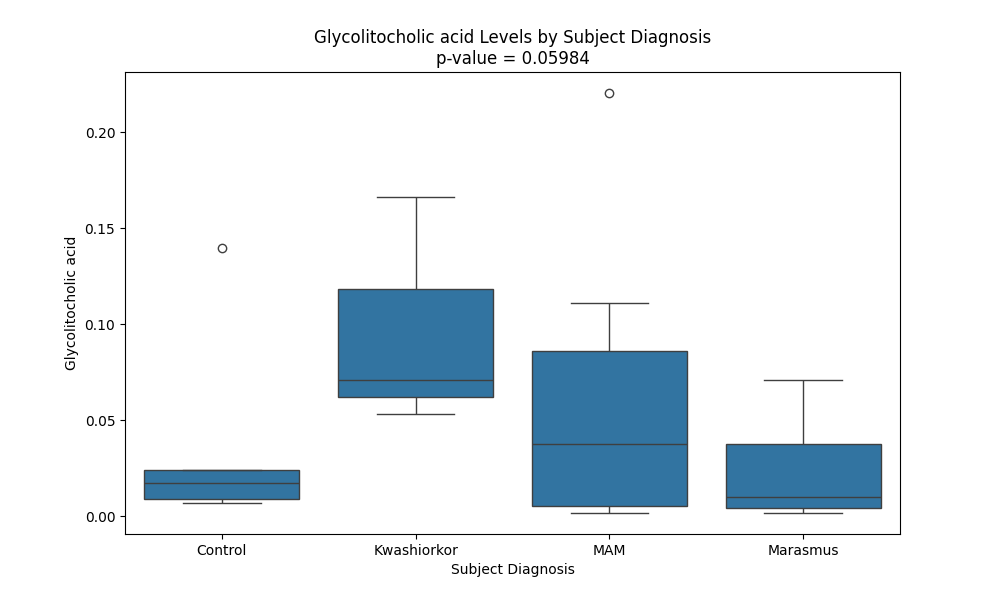 Glycolitocholic acid Levels by Subject Diagnosis
p-value = 0.05984
Glycolitocholic acid
0.20
0.15
0.10
0.05
0.00
Control
Kwashiorkor
MAM
Marasmus
Subject Diagnosis